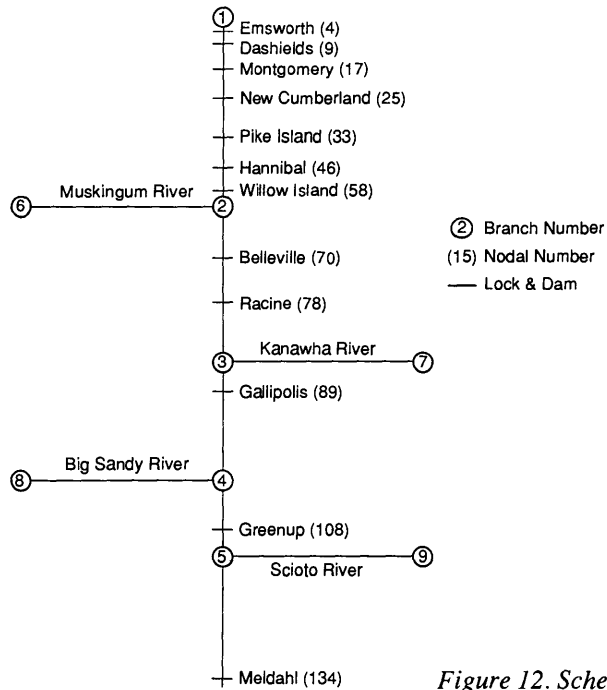 ①
Emsworth (4)
Dashields (9)
Montgomery (17)
New Cumberland (25)
Pike Island (33)
Hannibal (46)
Willow Island (58)
Muskingum River
⑥
②
② Branch Number
(15) Nodal Number
Lock & Dam
Belleville (70)
Racine (78)
Kanawha River
③
⑦
Gallipolis (89)
Big Sandy River
⑧
④
Greenup (108)
⑤
⑨
Scioto River
Meldahl (134)
Figure 12. Sche